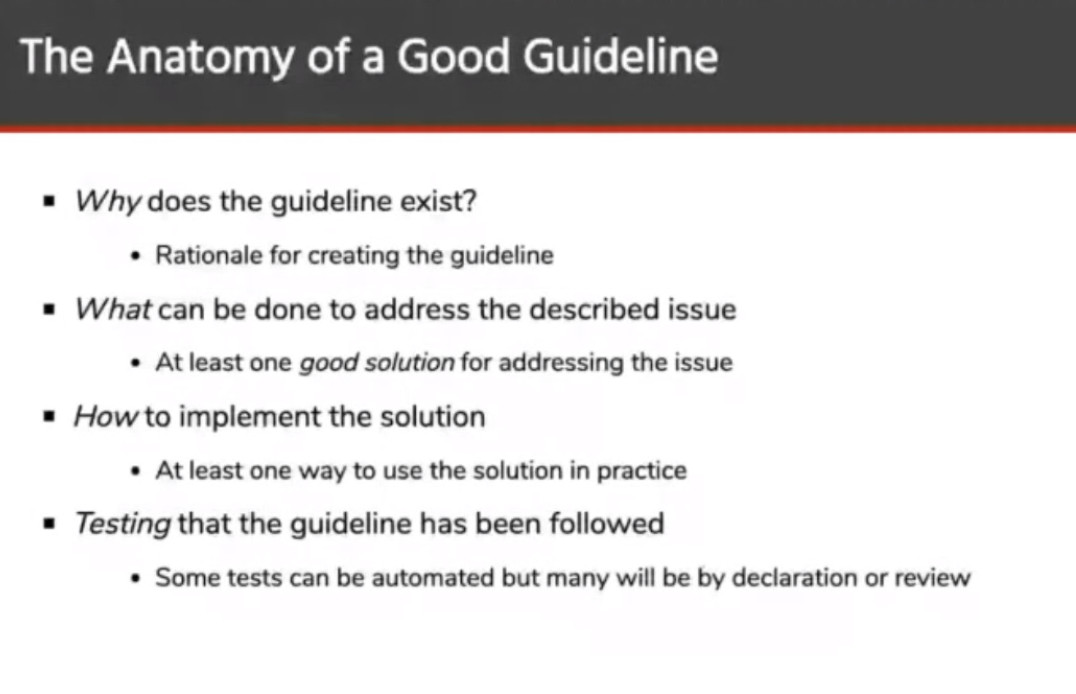 The Anatomy of a Good Guideline
▪ Why does the guideline exist?
• Rationale for creating the guideline
▪ What can be done to address the described issue
• At least one good solution for addressing the issue
▪ How to implement the solution
• At least one way to use the solution in practice
▪ Testing that the guideline has been followed
• Some tests can be automated but many will be by declaration or review